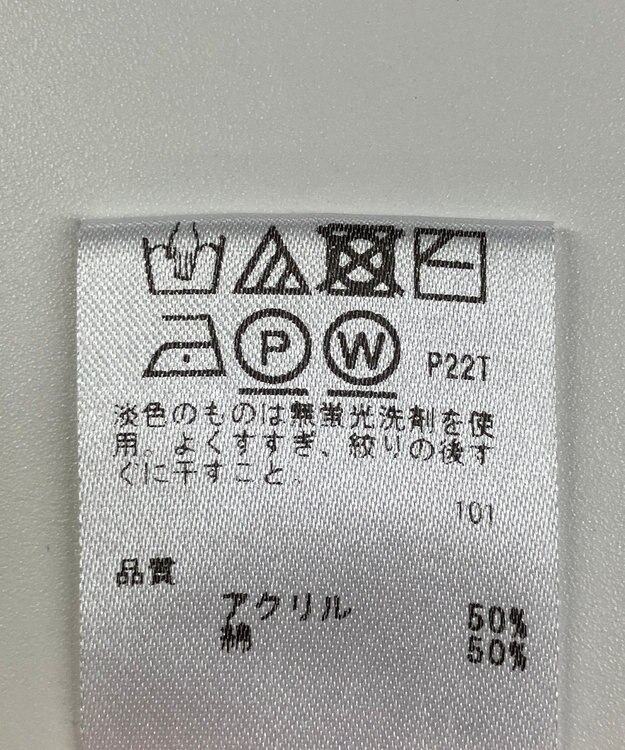 P W P22T
淡色のものは無蛍光洗剤を使
用。よくすすぎ、絞りの後す
ぐに干すこと。
101
品質
アクリル 50%
綿 50%